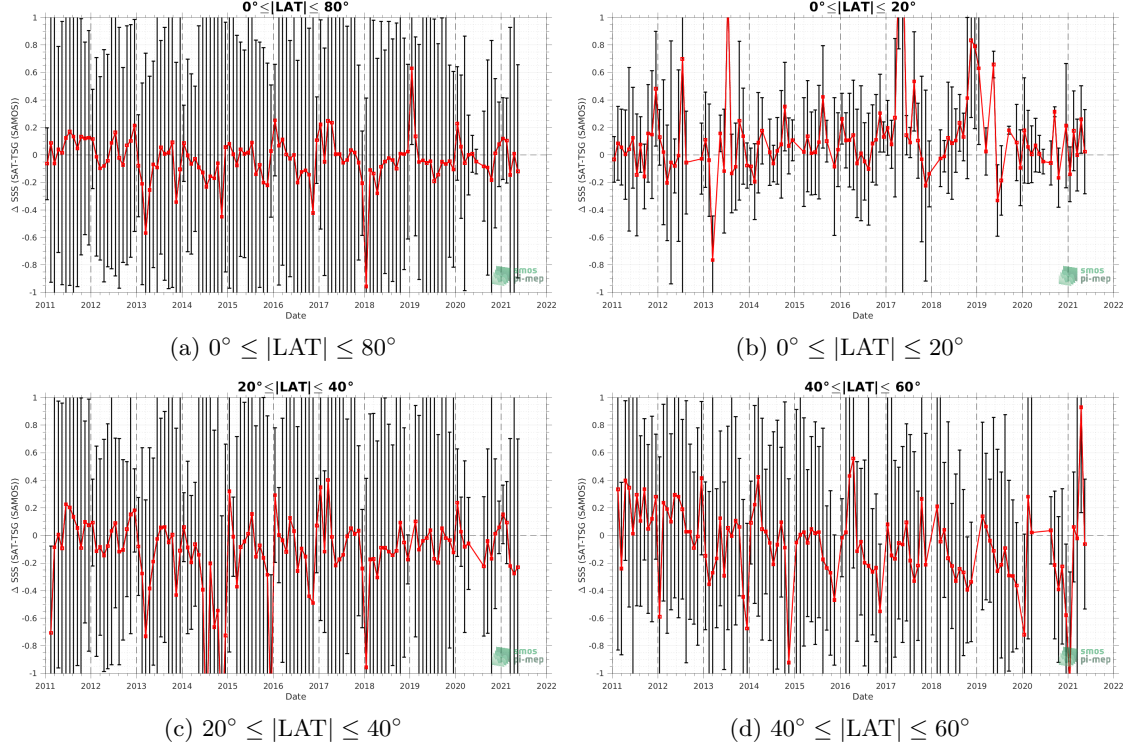 0°≤|LAT|≤ 80°
0°≤|LAT|≤ 20°
Δ SSS (SAT-TSG (SAMOS))
1
0.8
0.6
0.4
0.2
0
-0.2
-0.4
-0.6
-0.8
-1
2011 2012 2013 2014 2015 2016 2017 2018 2019 2020 2021 2022
Date
smos
pi-mep
Δ SSS (SAT-TSG (SAMOS))
1
0.8
0.6
0.4
0.2
0
-0.2
-0.4
-0.6
-0.8
-1
2011 2012 2013 2014 2015 2016 2017 2018 2019 2020 2021 2022
Date
smos
pi-mep
(a) 0° ≤ |LAT| ≤ 80°
(b) 0° ≤ |LAT| ≤ 20°
20°≤|LAT|≤ 40°
40°≤|LAT|≤ 60°
Δ SSS (SAT-TSG (SAMOS))
1
0.8
0.6
0.4
0.2
0
-0.2
-0.4
-0.6
-0.8
-1
2011 2012 2013 2014 2015 2016 2017 2018 2019 2020 2021 2022
Date
smos
pi-mep
Δ SSS (SAT-TSG (SAMOS))
1
0.8
0.6
0.4
0.2
0
-0.2
-0.4
-0.6
-0.8
-1
2011 2012 2013 2014 2015 2016 2017 2018 2019 2020 2021 2022
Date
smos
pi-mep
(c) 20° ≤ |LAT| ≤ 40°
(d) 40° ≤ |LAT| ≤ 60°